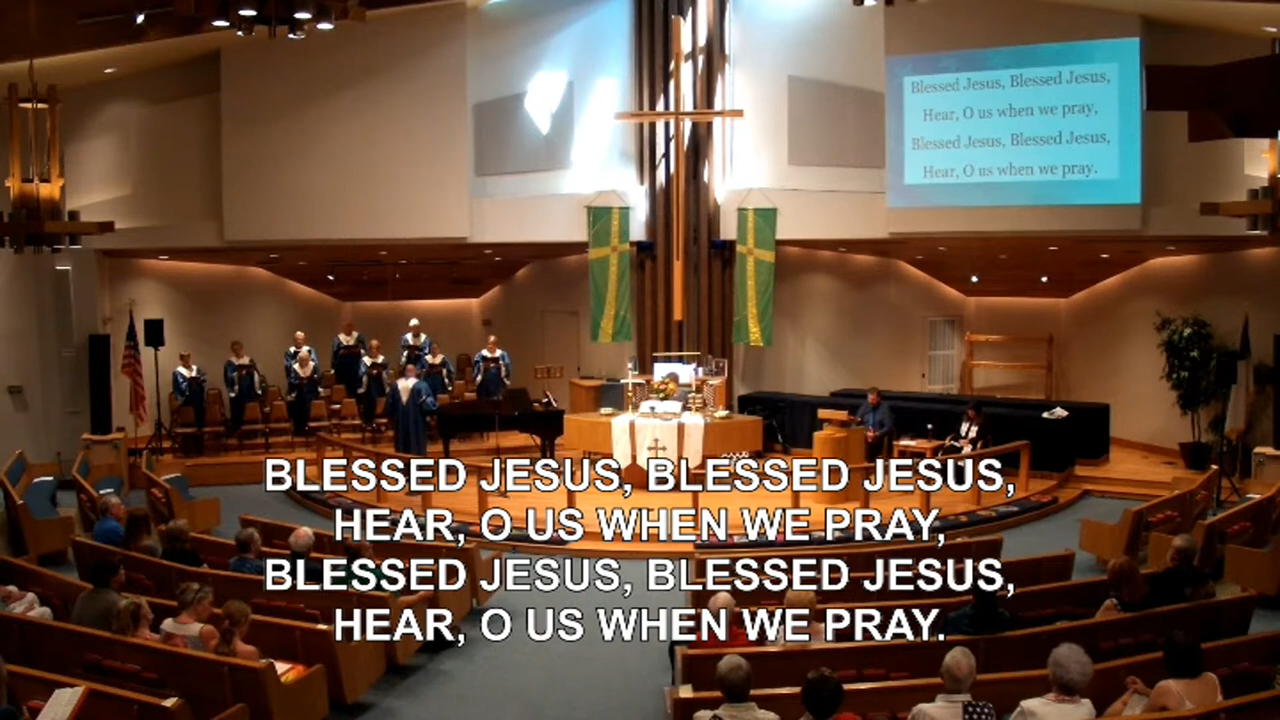 Blessed Jesus, Blessed Jesus,
Hear, O us when we pray,
Blessed Jesus, Blessed Jesus,
Hear, O us when we pray.
BLESSED JESUS, BLESSED JESUS,
HEAR, O US WHEN WE PRAY,
BLESSED JESUS, BLESSED JESUS,
HEAR, O US WHEN WE PRAY.